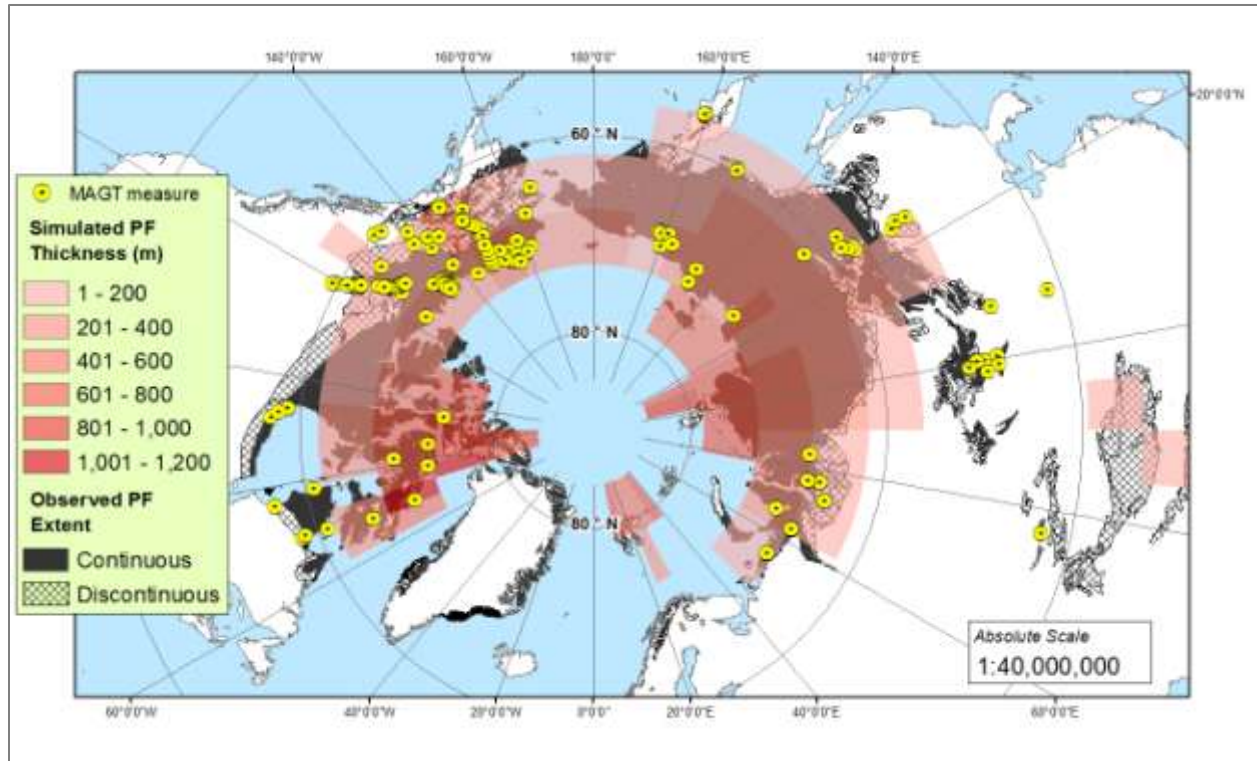 140°0'0"W 160°0'0"W 180°0'0" 160°0'0"E 140°0'0"E
20°0'0"N
60° N
MAGT measure
Simulated PF
Thickness (m)
1 - 200
201 - 400
401 - 600
601 - 800
801 - 1,000
1,001 - 1,200
Observed PF
Extent
Continuous
Discontinuous
80° N
80° N
Absolute Scale
1:40,000,000
60°0'0"W 40°0'0"W 20°0'0"W 0°0'0" 20°0'0"E 40°0'0"E 60°0'0"E